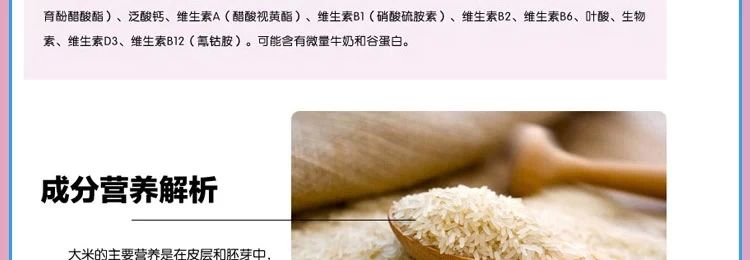 育酚醋酸酯）、泛酸钙、维生素A（醋酸视黄酯）、维生素B1（硝酸硫胺素）、维生素B2、维生素B6、叶酸、生物
素、维生素D3、维生素B12（氰钴胺）。可能含有微量牛奶和谷蛋白。
成分营养解析
大米的主要营养是在皮层和胚芽中，